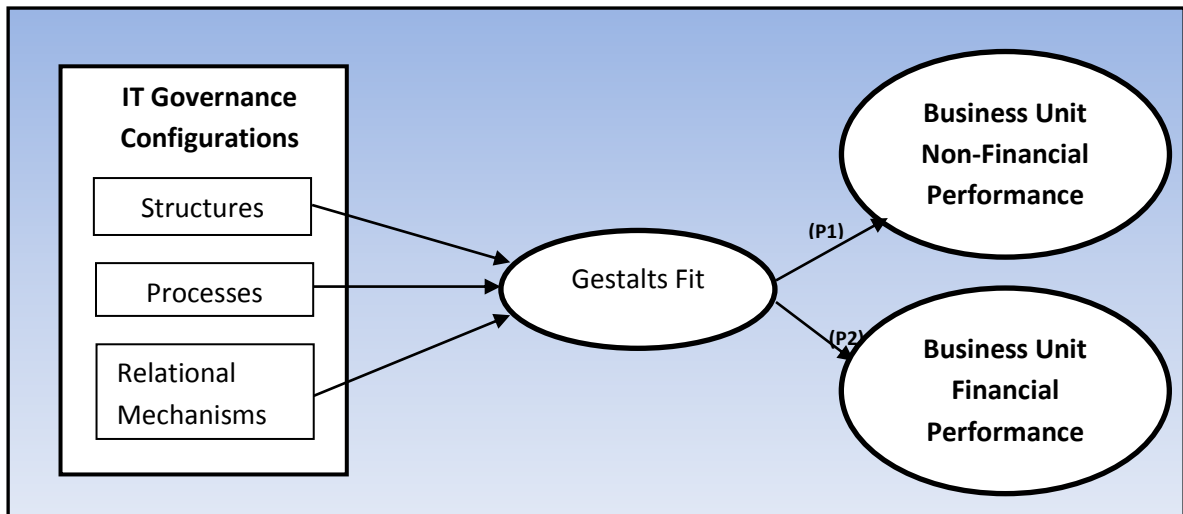 IT Governance
Configurations
Structures
Processes
Relational
Mechanisms
Gestalts Fit
(P1)
(P2)
Business Unit
Non-Financial
Performance
Business Unit
Financial
Performance